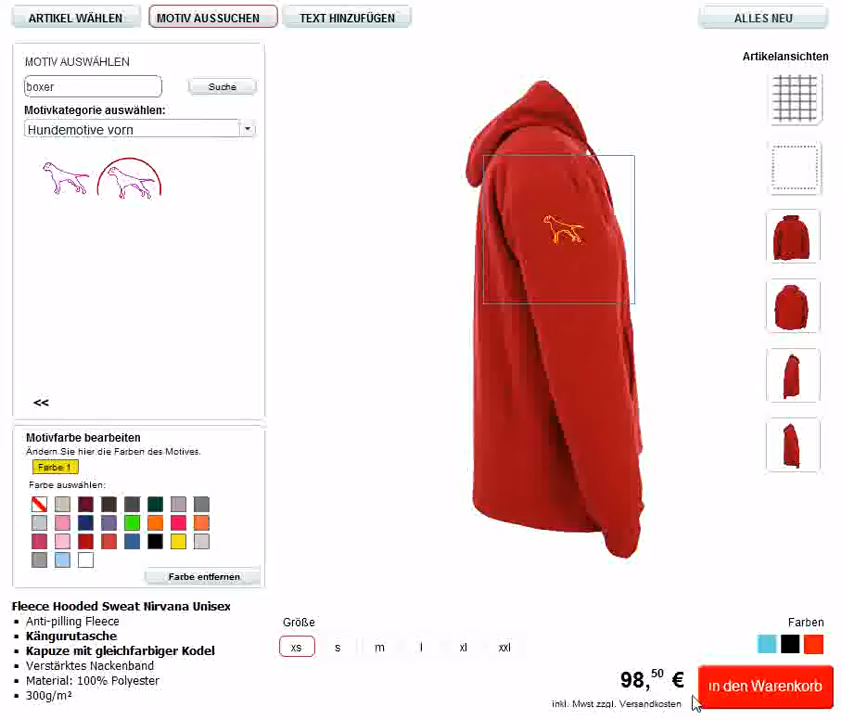 ARTIKEL WÄHLEN
MOTIV AUSSUCHEN
TEXT HINZUFÜGEN
ALLES NEU
MOTIV AUSWÄHLEN
boxer
Suche
Motivkategorie auswählen:
Hundemotive vorn
<<
Artikelansichten
Motivfarbe bearbeiten
Ändern Sie hier die Farben des Motives.
Farbe 1
Farbe auswählen:
Farbe entfernen
Fleece Hooded Sweat Nirvana Unisex
▪ Anti-pilling Fleece
▪ Kängurutasche
▪ Kapuze mit gleichfarbiger Kodel
▪ Verstärktes Nackenband
▪ Material: 100% Polyester
▪ 300g/m²
Größe
xs s m l xl xxl
Farben
98,50 €
inkl. Mwst zzgl. Versandkosten
in den Warenkorb